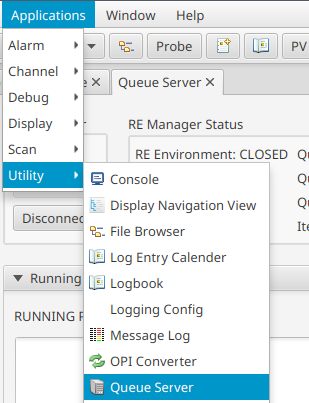 Applications Window Help
Alarm
Channel Probe PV
Debug Queue Server
Display RE Manager Status
Scan RE Environment: CLOSED
Utility
Console
Display Navigation View
File Browser
Disconnec Log Entry Calender
Logbook
Running Logging Config
RUNNING Message Log
OPI Converter
Queue Server